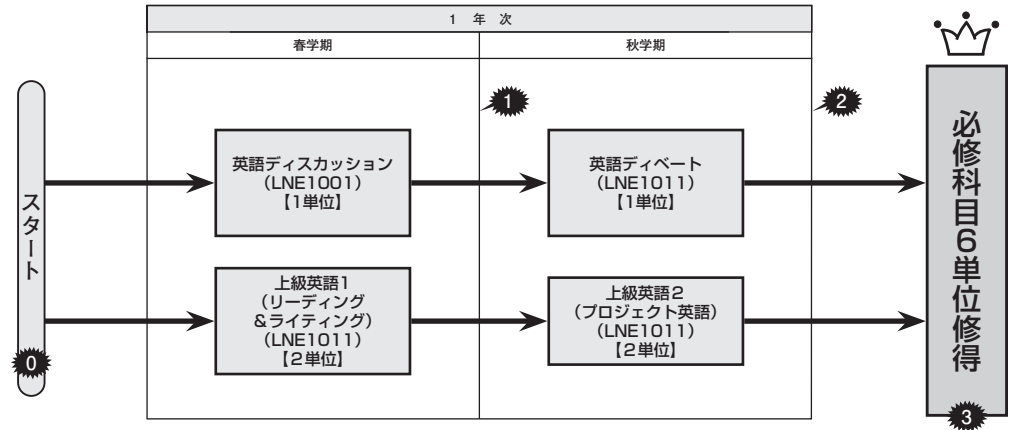 1 年 次
春学期
秋学期
1
2
スタート
0
英語ディスカッション
(LNE1001)
【1単位】
英語ディベート
(LNE1011)
【1単位】
上級英語1
(リーディング
&ライティング)
(LNE1011)
【2単位】
上級英語2
(プロジェクト英語)
(LNE1011)
【2単位】
必修科目6単位修得
3